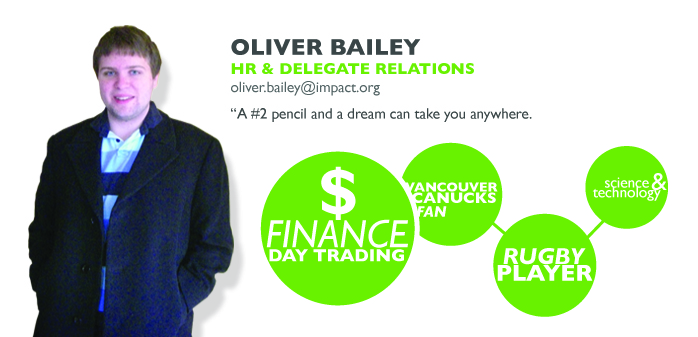 OLIVER BAILEY
HR & DELEGATE RELATIONS
oliver.bailey@impact.org
“A #2 pencil and a dream can take you anywhere.
$
FINANCE
DAY TRADING
VANCOUVER
CANUCKS
FAN
RUGBY
PLAYER
science &
technology